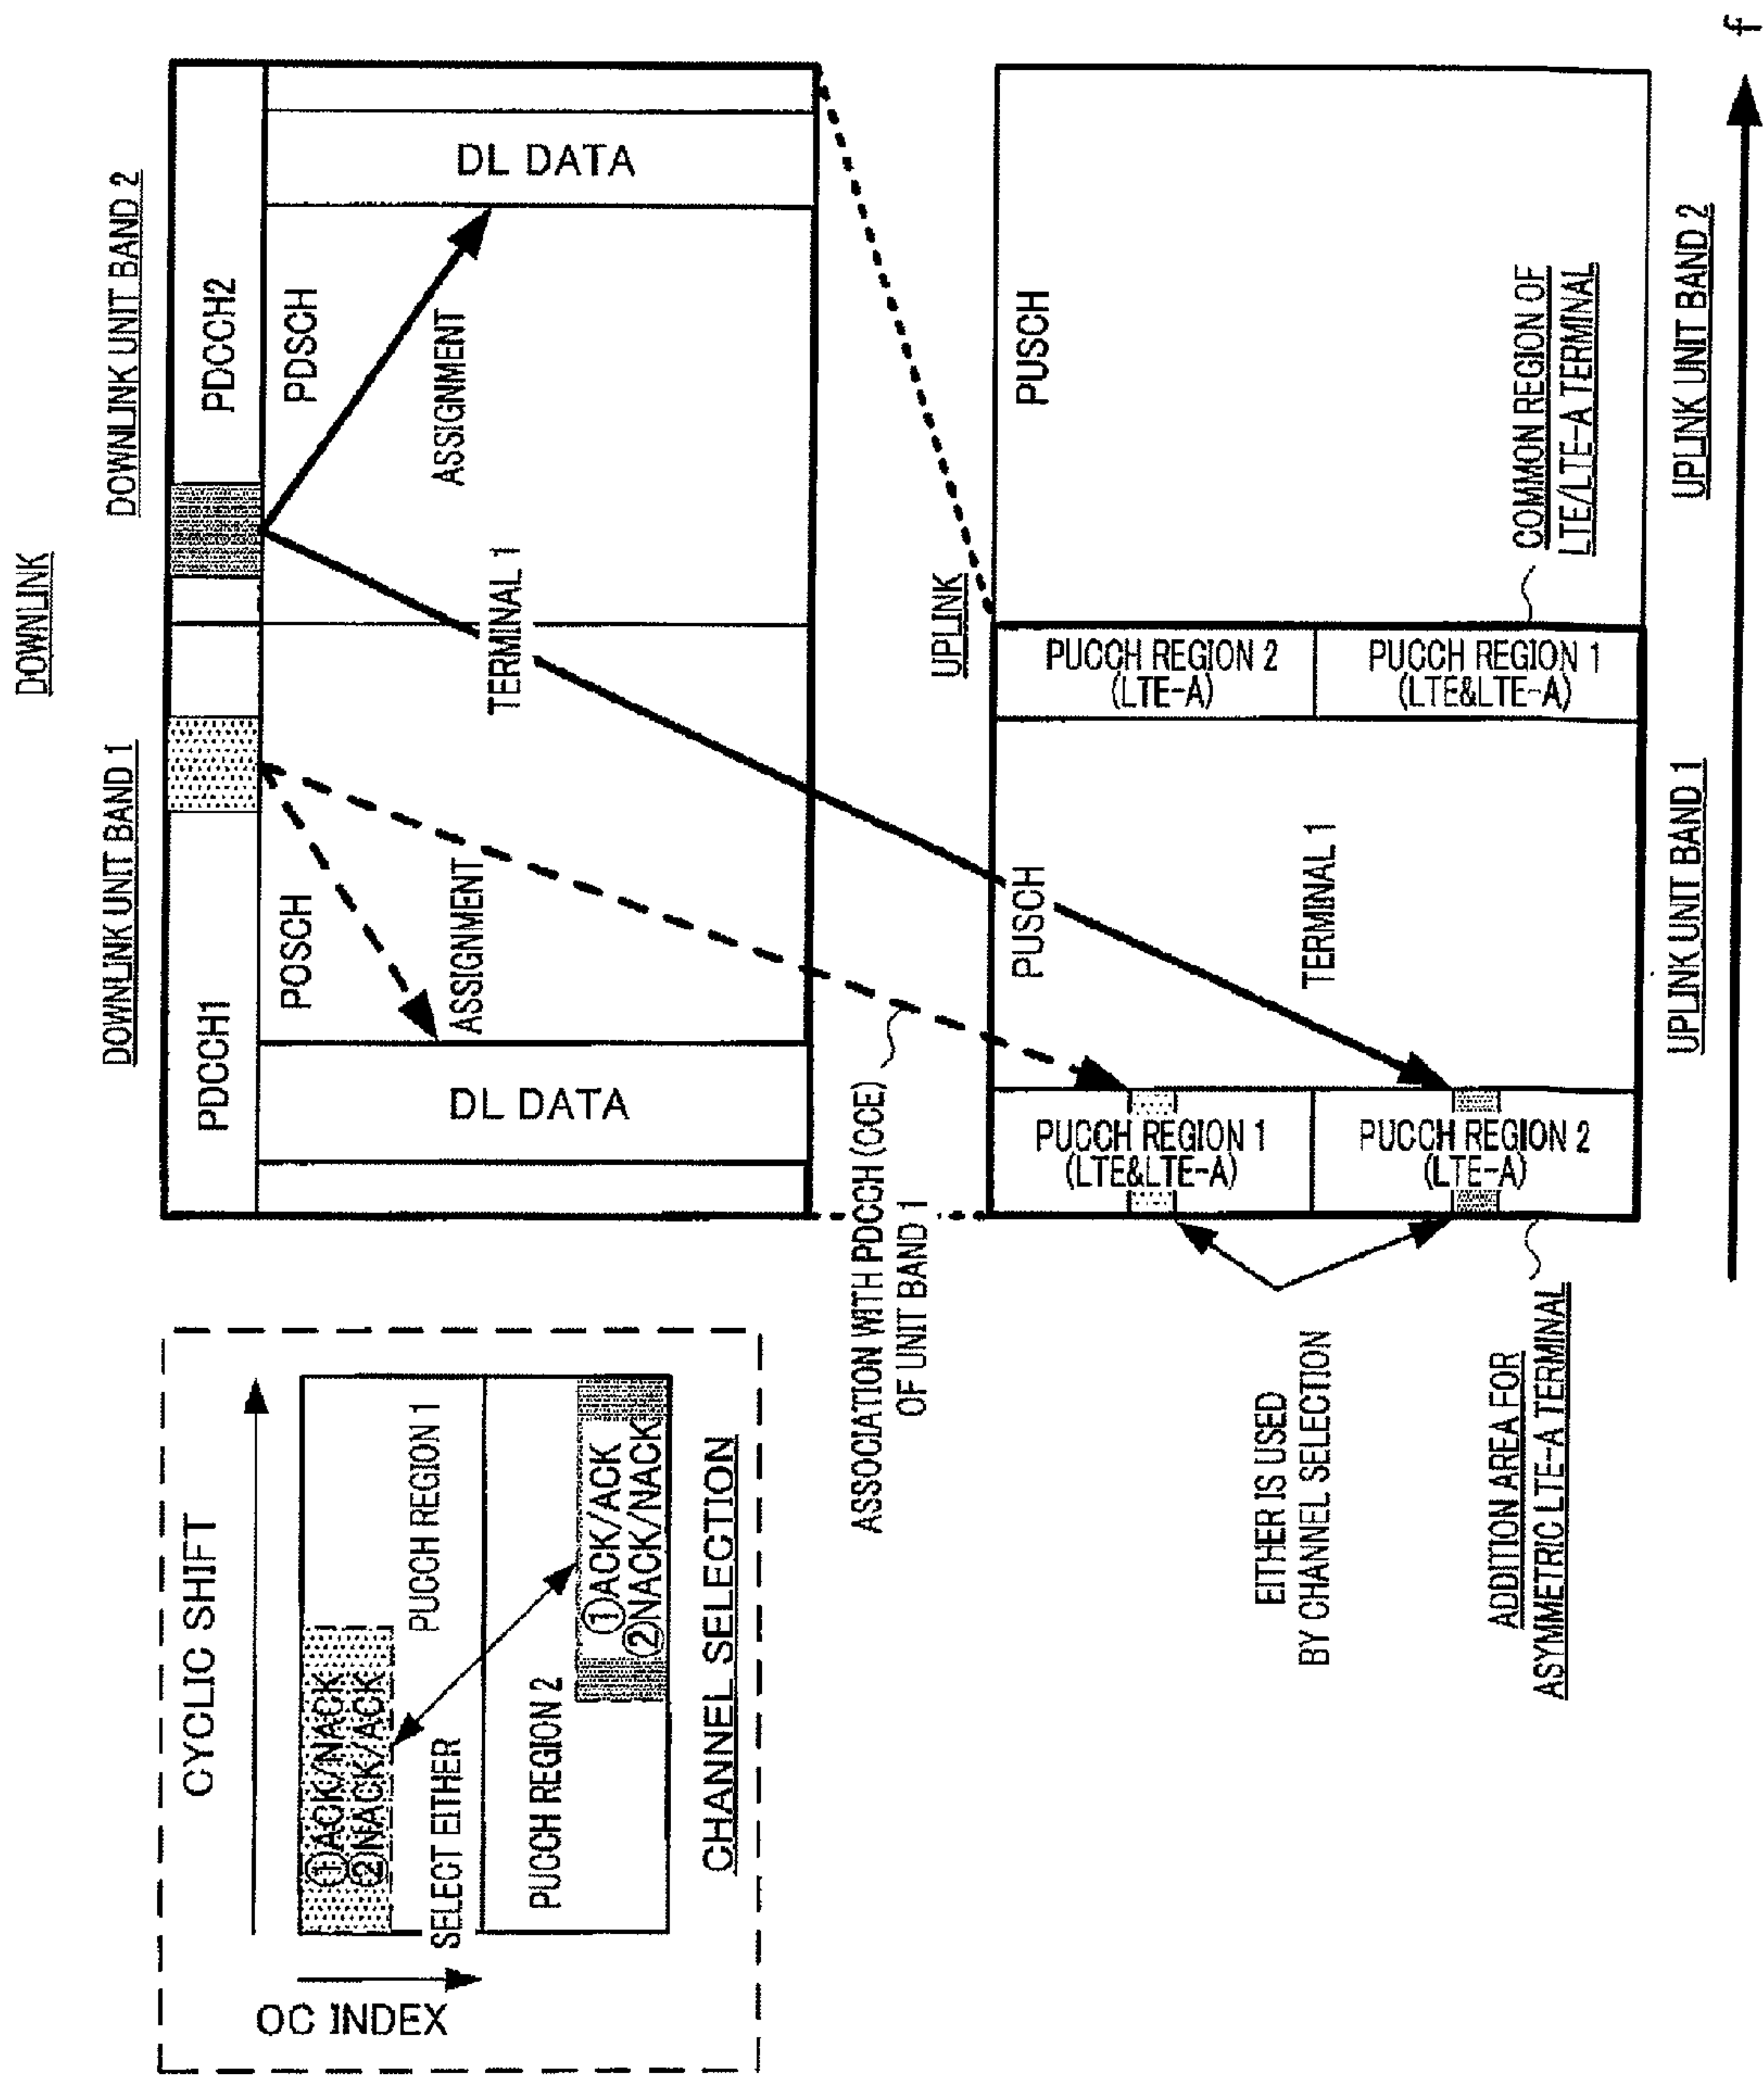 DOWNLINK
DOWNLINK UNIT BAND 1
DOWNLINK UNIT BAND 2
PDCCH1
PDCCH2
POSCH
PDSCH
ASSIGNMENT
ASSIGNMENT
DL DATA
DL DATA
TERMINAL 1
CYCLIC SHIFT
OC INDEX
①ACK/NACK
②NACK/ACK
PUCCH REGION 1
SELECT EITHER
PUCCH REGION 2
①ACK/ACK
②NACK/NACK
CHANNEL SELECTION
ASSOCIATION WITH PDCCH (CCE)
OF UNIT BAND 1
UPLINK
PUSCH
PUSCH
PUCCH REGION 1
(LTE&LTE-A)
PUCCH REGION 2
(LTE-A)
PUCCH REGION 2
(LTE-A)
PUCCH REGION 1
(LTE&LTE-A)
TERMINAL 1
EITHER IS USED
BY CHANNEL SELECTION
ADDITION AREA FOR
ASYMMETRIC LTE-A TERMINAL
COMMON REGION OF
LTE/LTE-A TERMINAL
UPLINK UNIT BAND 1
UPLINK UNIT BAND 2
f